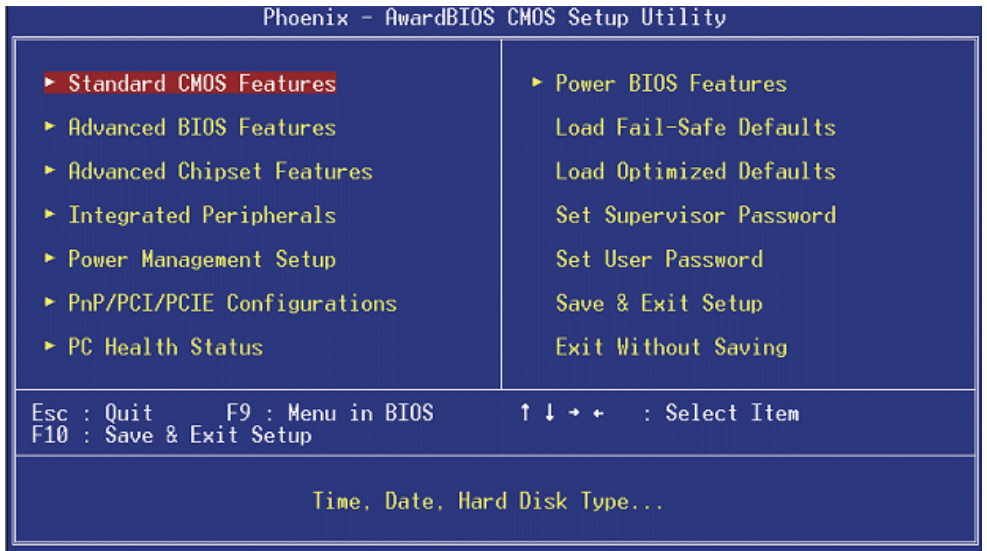 Phoenix - AwardBIOS CMOS Setup Utility
► Standard CMOS Features
► Advanced BIOS Features
► Advanced Chipset Features
► Integrated Peripherals
► Power Management Setup
► PnP/PCI/PCIE Configurations
► PC Health Status
► Power BIOS Features
Load Fail-Safe Defaults
Load Optimized Defaults
Set Supervisor Password
Set User Password
Save & Exit Setup
Exit Without Saving
Esc : Quit F9 : Menu in BIOS ↑ ↓ → ← : Select Item
F10 : Save & Exit Setup
Time, Date, Hard Disk Type...